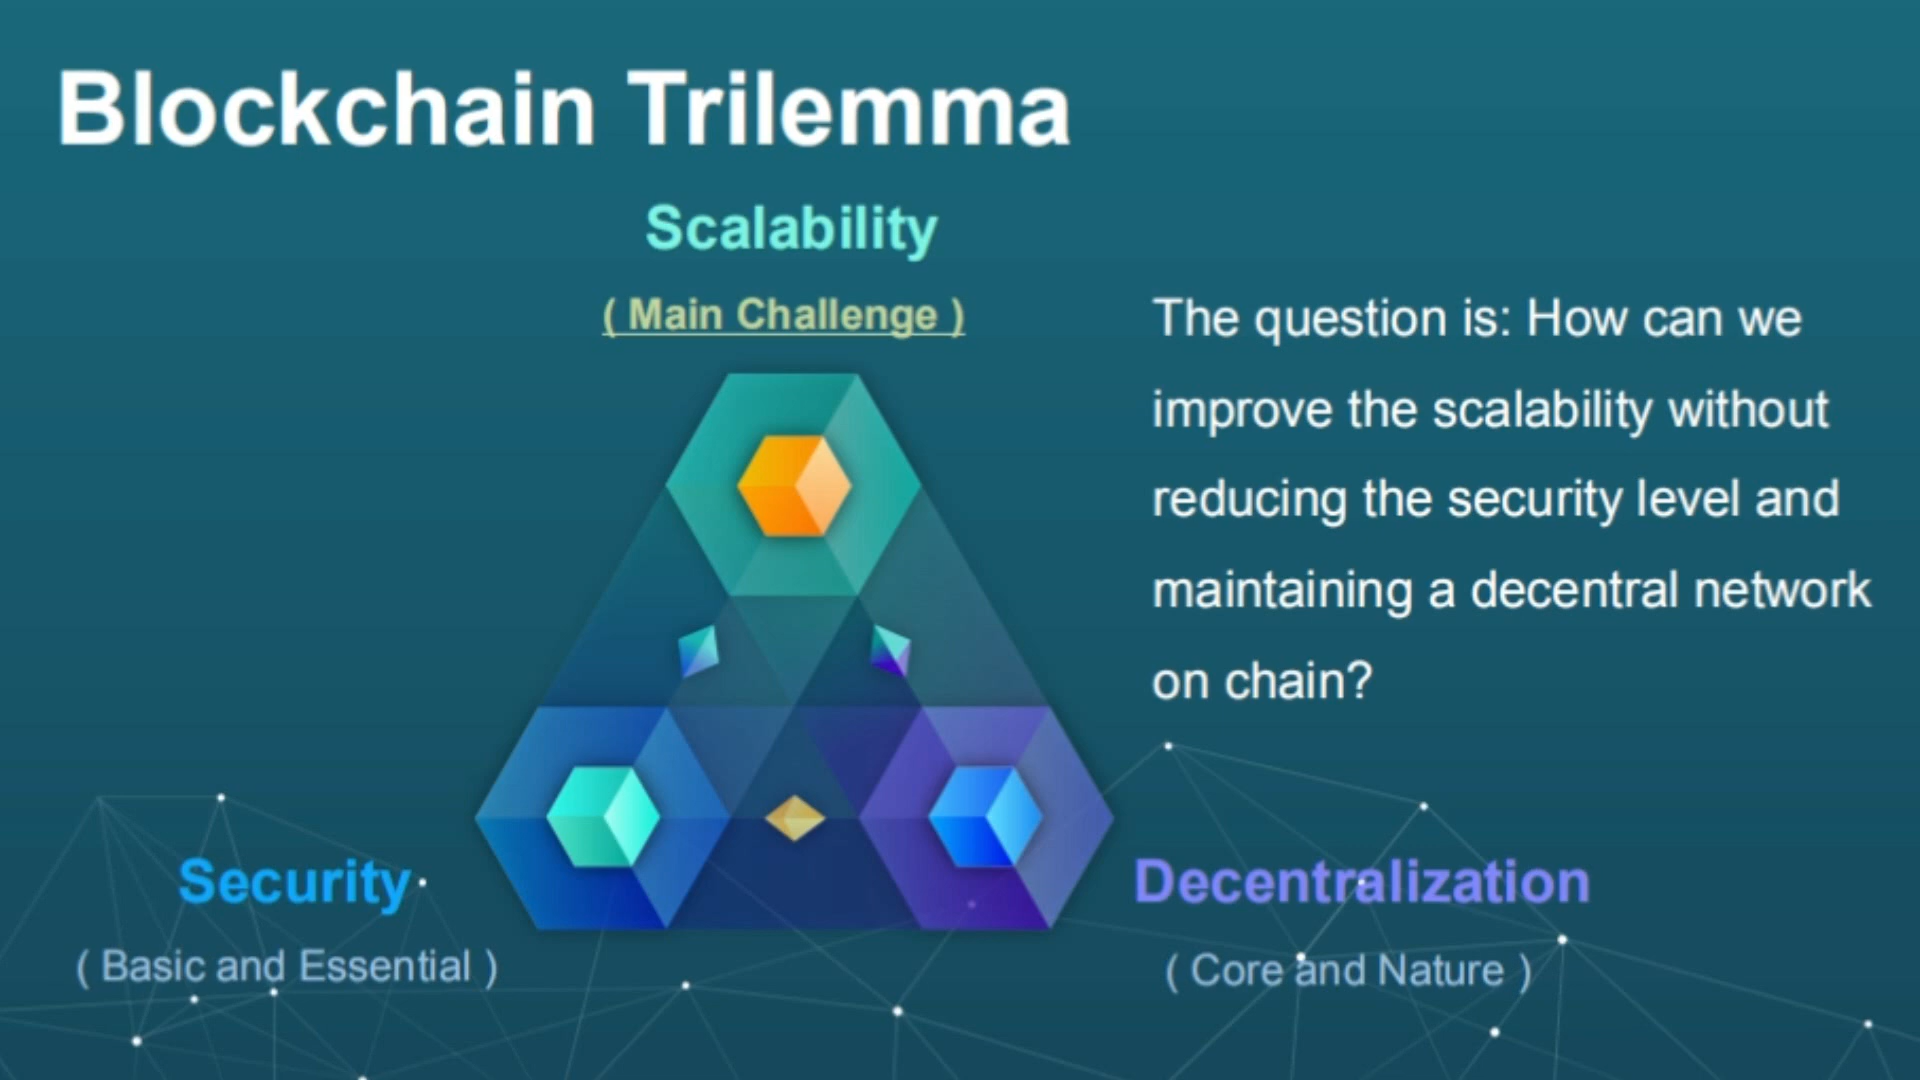 Blockchain Trilemma
Scalability
( Main Challenge )
The question is: How can we
improve the scalability without
reducing the security level and
maintaining a decentral network
on chain?
Security
( Basic and Essential )
Decentralization
( Core and Nature )